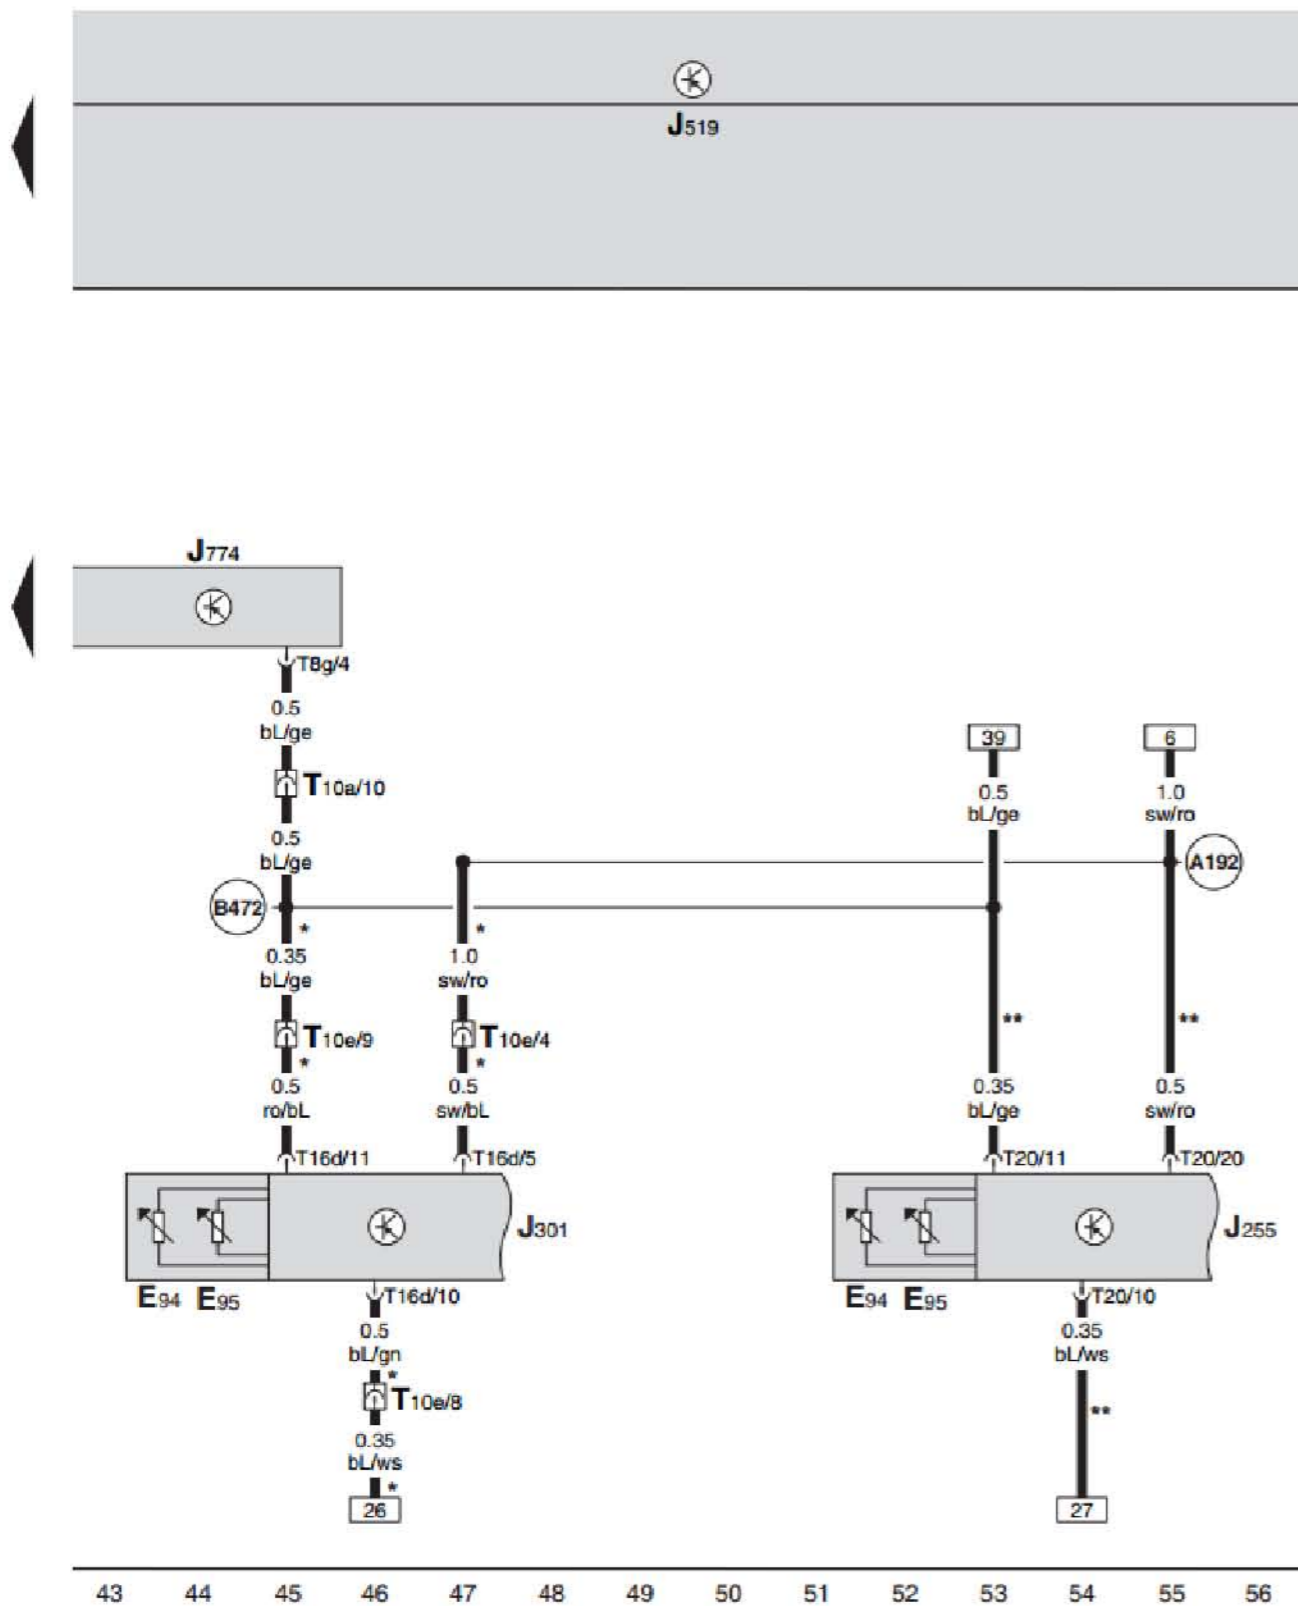 J519
J774
T8g/4
0.5
bL/ge
39
6
T10a/10
0.5
bL/ge
1.0
sw/ro
0.5
bL/ge
A192
B472
*
*
0.35
bL/ge
1.0
sw/ro
**
**
T10e/9
T10e/4
*
*
0.5
ro/bL
0.5
sw/bL
0.35
bL/ge
0.5
sw/ro
T16d/11
T16d/5
T20/11
T20/20
J301
J255
E94
E95
T16d/10
E94
E95
T20/10
0.5
bL/gn
0.35
bL/ws
*
T10e/8
**
0.35
bL/ws
*
26
27
43 44 45 46 47 48 49 50 51 52 53 54 55 56